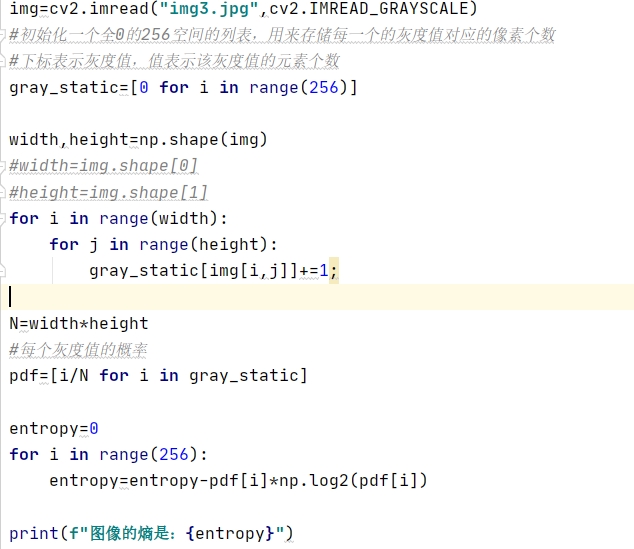 img=cv2.imread("img3.jpg",cv2.IMREAD_GRAYSCALE)
#初始化一个全0的256空间的列表，用来存储每一个的灰度值对应的像素个数
#下标表示灰度值，值表示该灰度值的元素个数
gray_static=[0 for i in range(256)]
width,height=np.shape(img)
#width=img.shape[0]
#height=img.shape[1]
for i in range(width):
    for j in range(height):
        gray_static[img[i,j]]+=1;
N=width*height
#每个灰度值的概率
pdf=[i/N for i in gray_static]
entropy=0
for i in range(256):
    entropy=entropy-pdf[i]*np.log2(pdf[i])
print(f"图像的熵是：{entropy}")